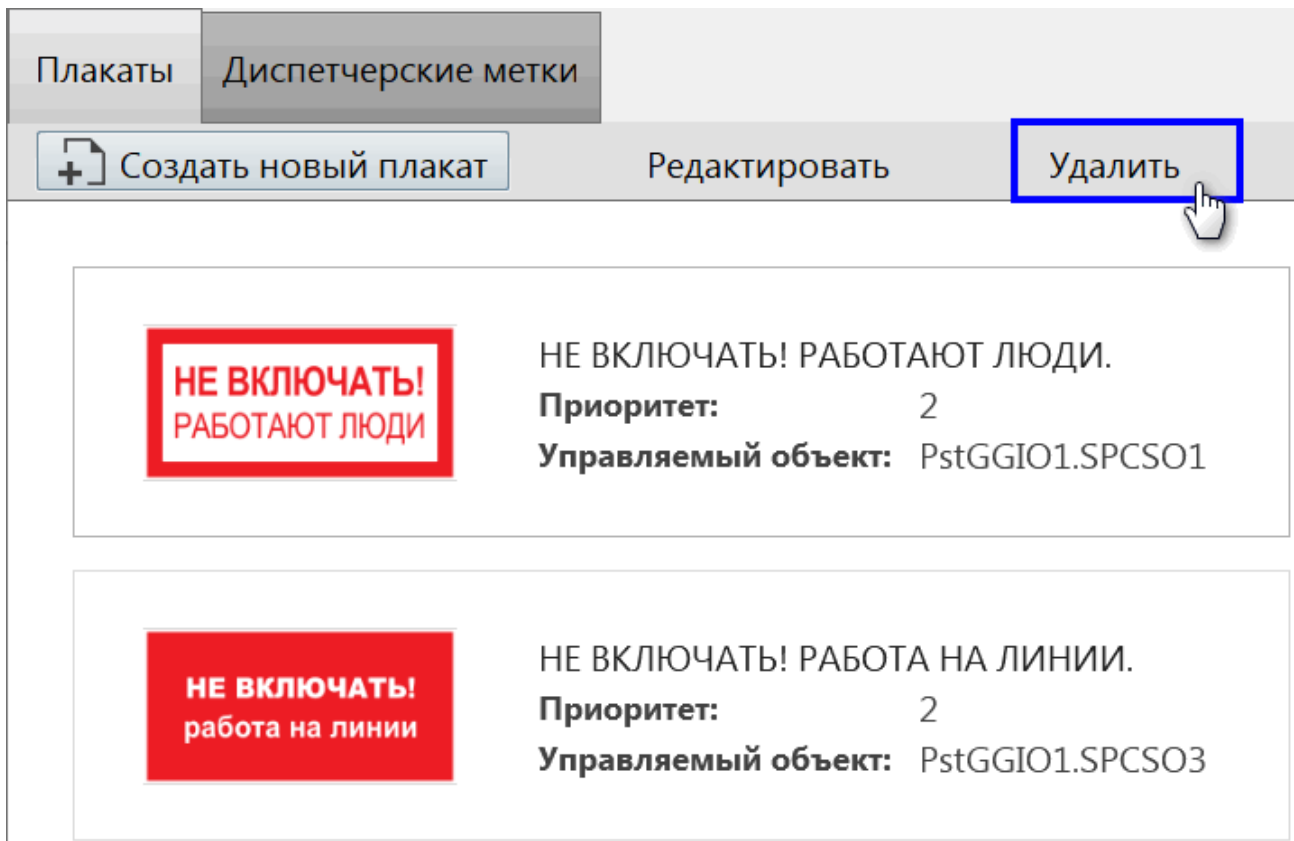 Плакаты Диспетчерские метки
Создать новый плакат Редактировать Удалить
НЕ ВКЛЮЧАТЬ!
РАБОТАЮТ ЛЮДИ
НЕ ВКЛЮЧАТЬ! РАБОТАЮТ ЛЮДИ.
Приоритет: 2
Управляемый объект: PstGGIO1.SPCSO1
НЕ ВКЛЮЧАТЬ!
работа на линии
НЕ ВКЛЮЧАТЬ! РАБОТА НА ЛИНИИ.
Приоритет: 2
Управляемый объект: PstGGIO1.SPCSO3